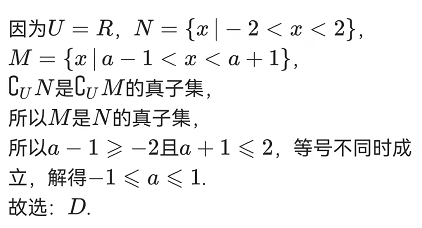 因为U = R，N = {x | − 2 < x < 2}，
M = {x | a − 1 < x < a + 1}，
∁_U N是∁_U M的真子集，
所以M是N的真子集，
所以a − 1 ⩾ −2且a + 1 ⩽ 2，等号不同时成
立，解得−1 ⩽ a ⩽ 1.
故选：D.